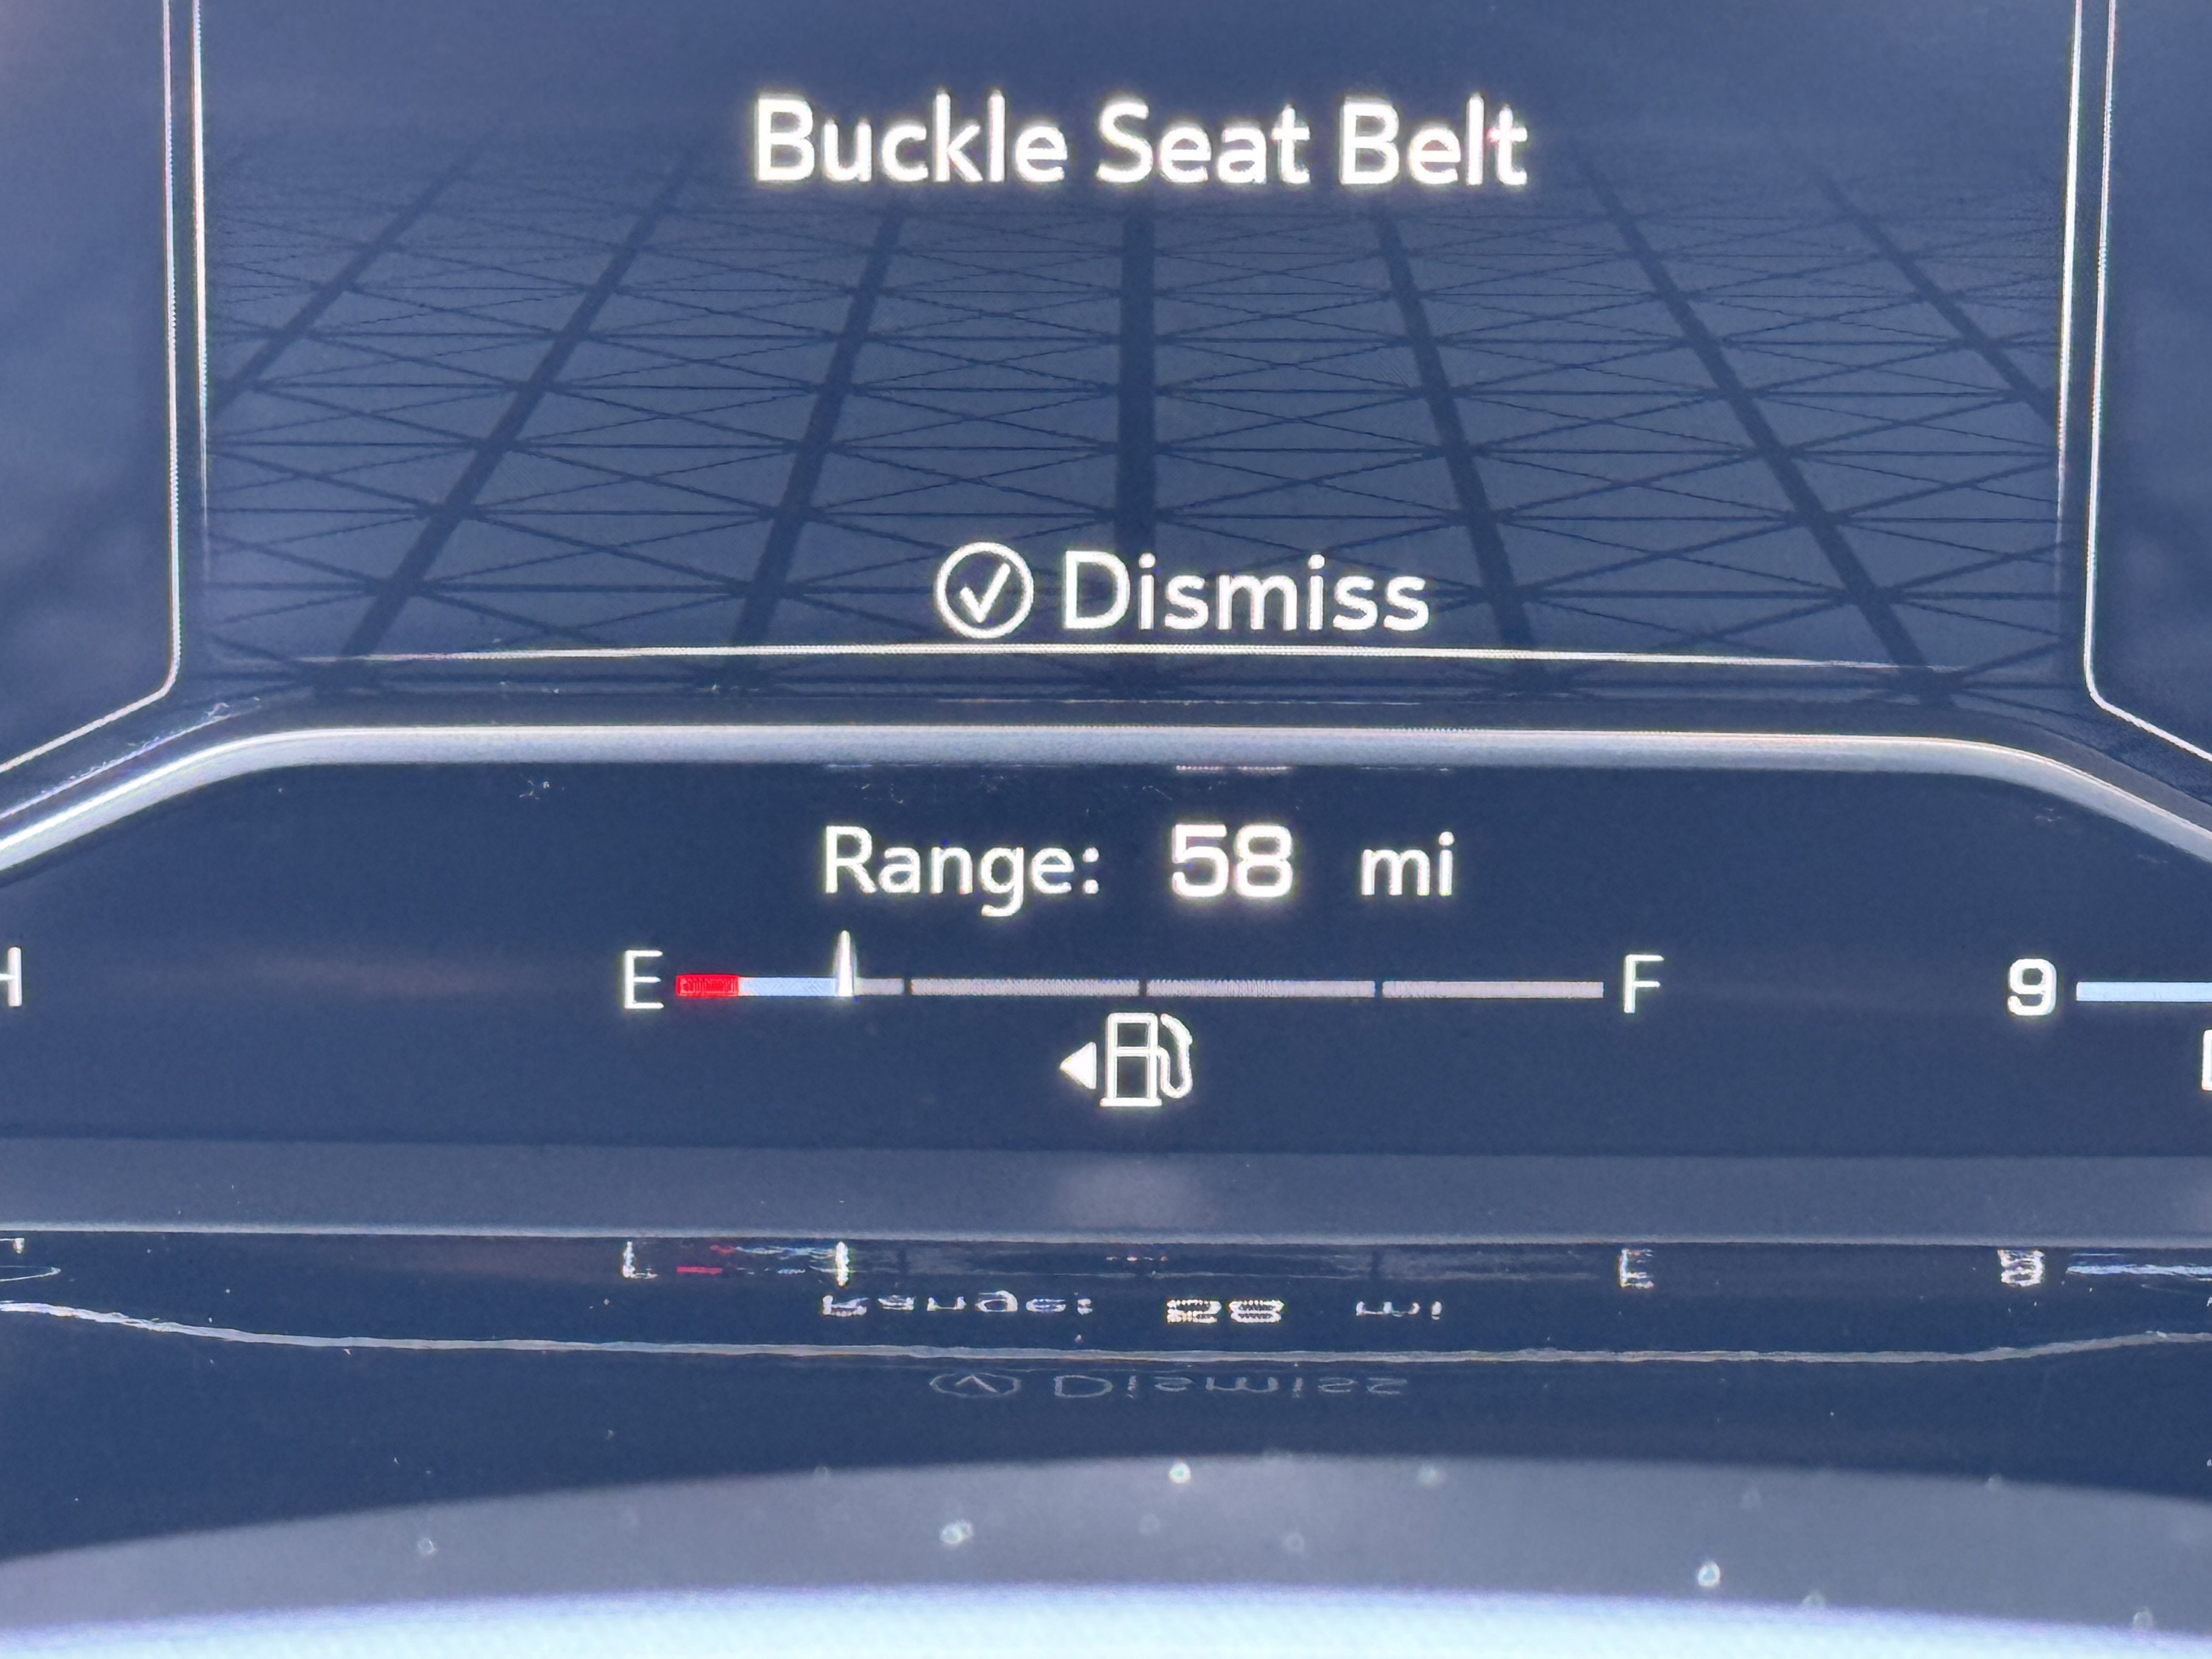 Buckle Seat Belt
Dismiss
Range: 58 mi
H E F 9